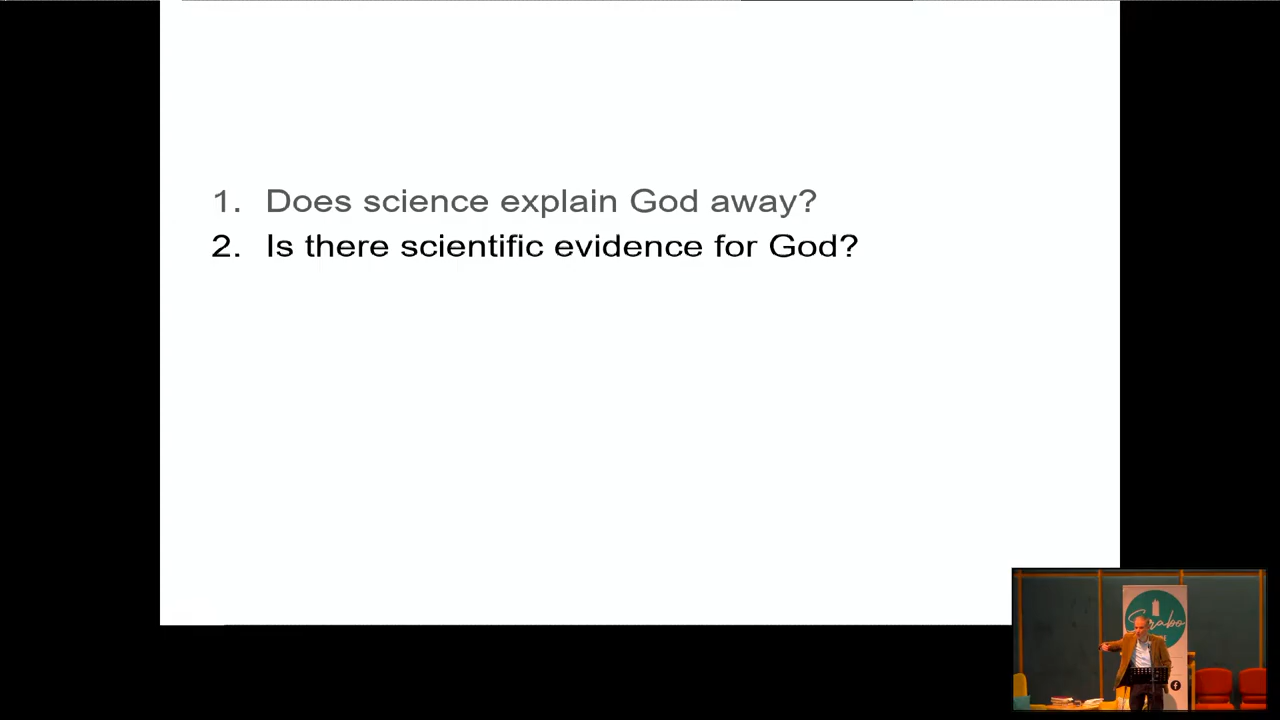 1. Does science explain God away?
2. Is there scientific evidence for God?